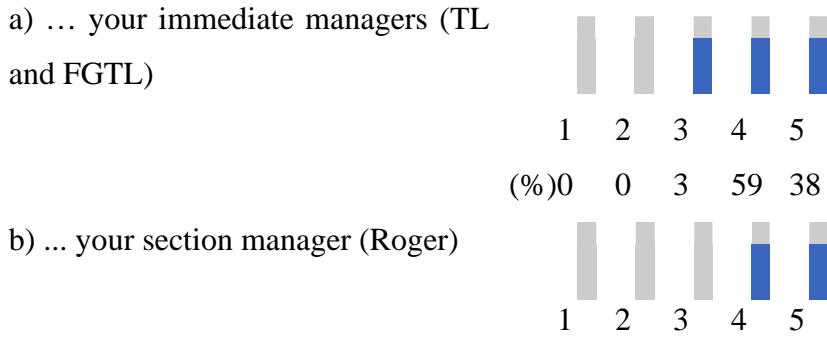 a) … your immediate managers (TL
and FGTL)
1 2 3 4 5
(%)0 0 3 59 38
b) ... your section manager (Roger)
1 2 3 4 5